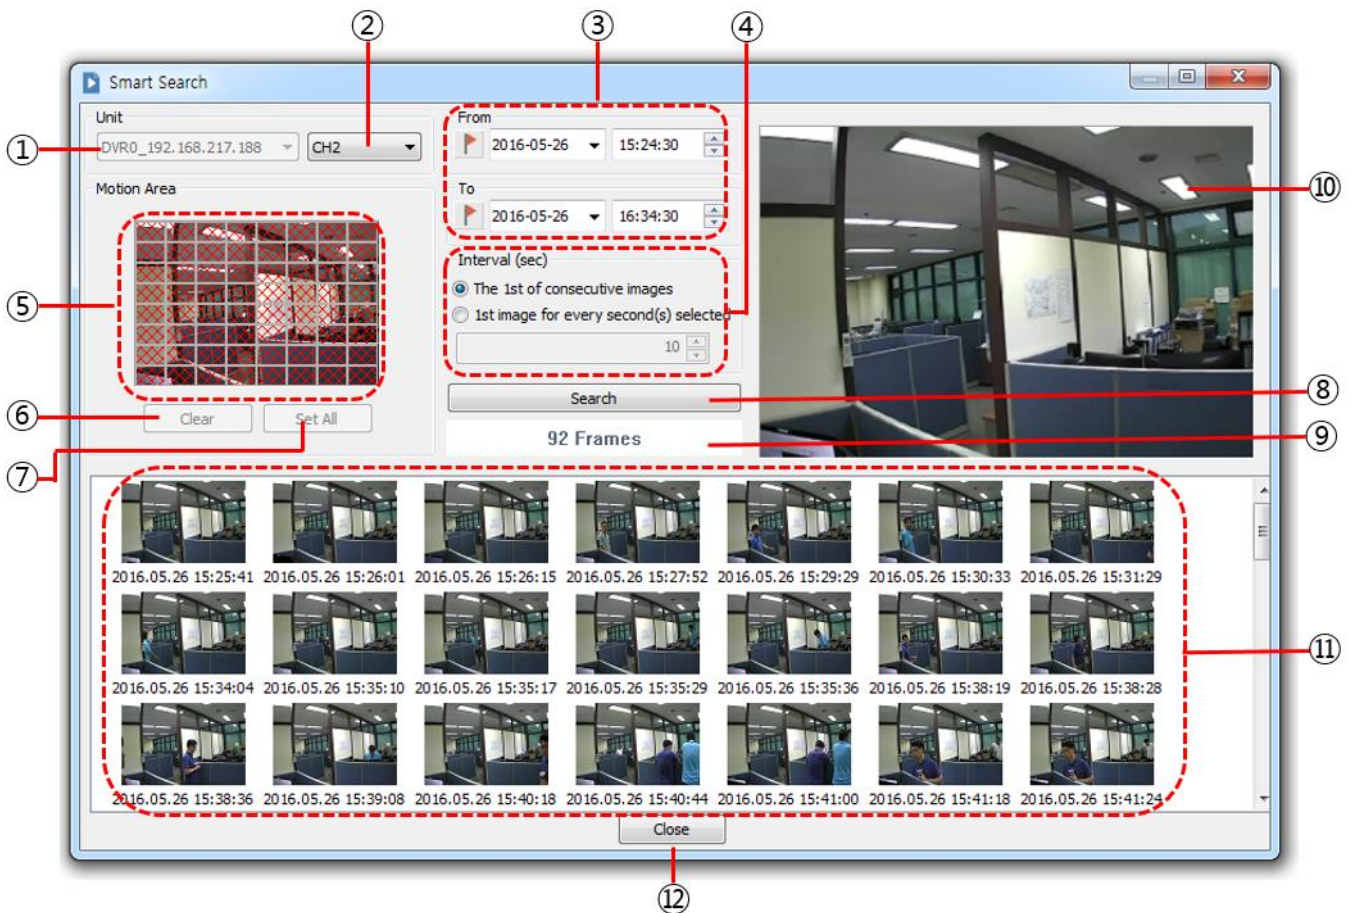 ② ③ ④
Smart Search
Unit
① DVR0_192.168.217.188 CH2
From
2016-05-26 15:24:30
Motion Area
To
2016-05-26 16:34:30
⑩
Interval (sec)
The 1st of consecutive images
⑤
1st image for every second(s) selected
10
Search ⑧
⑥ Clear Set All
92 Frames ⑨
⑦
2016.05.26 15:25:41 2016.05.26 15:26:01 2016.05.26 15:26:15 2016.05.26 15:27:52 2016.05.26 15:29:29 2016.05.26 15:30:33 2016.05.26 15:31:29
⑪
2016.05.26 15:34:04 2016.05.26 15:35:10 2016.05.26 15:35:17 2016.05.26 15:35:29 2016.05.26 15:35:36 2016.05.26 15:38:19 2016.05.26 15:38:28
2016.05.26 15:38:36 2016.05.26 15:39:08 2016.05.26 15:40:18 2016.05.26 15:40:44 2016.05.26 15:41:00 2016.05.26 15:41:18 2016.05.26 15:41:24
Close
⑫